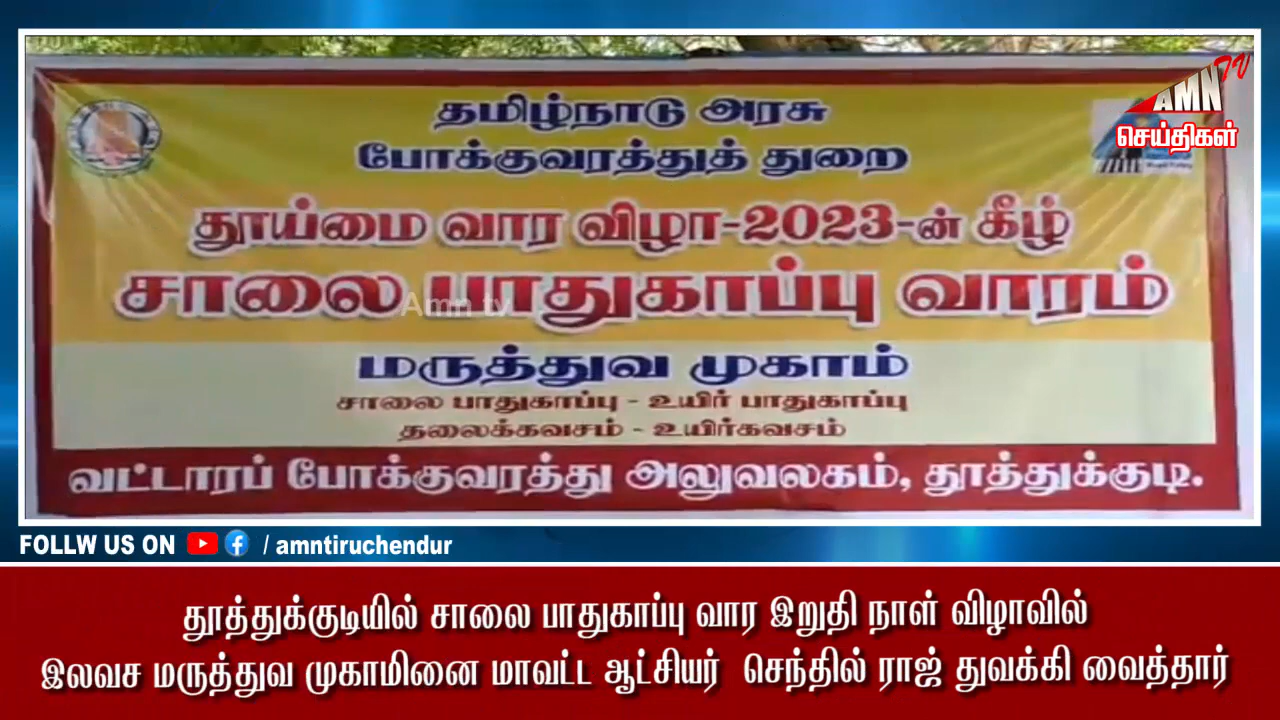 TV
AMN
செய்திகள்
தமிழ்நாடு அரசு
போக்குவரத்துத் துறை
தூய்மை வார விழா-2023-ன் கீழ்
சாலை பாதுகாப்பு வாரம்
Amn tv
மருத்துவ முகாம்
சாலை பாதுகாப்பு - உயிர் பாதுகாப்பு
தலைக்கவசம் - உயிர்கவசம்
வட்டாரப் போக்குவரத்து அலுவலகம், தூத்துக்குடி.
FOLLW US ON / amntiruchendur
தூத்துக்குடியில் சாலை பாதுகாப்பு வார இறுதி நாள் விழாவில்
இலவச மருத்துவ முகாமினை மாவட்ட ஆட்சியர் செந்தில் ராஜ் துவக்கி வைத்தார்